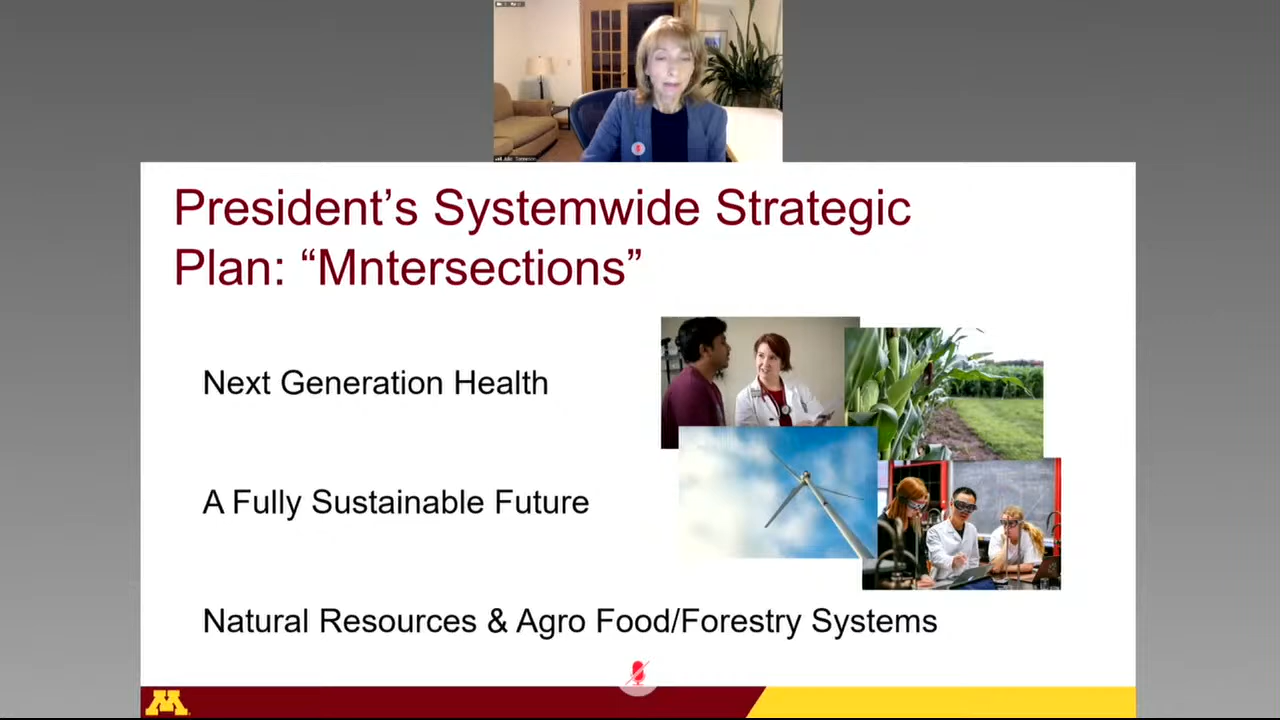 President’s Systemwide Strategic
Plan: “Mntersections”
Next Generation Health
A Fully Sustainable Future
Natural Resources & Agro Food/Forestry Systems
M